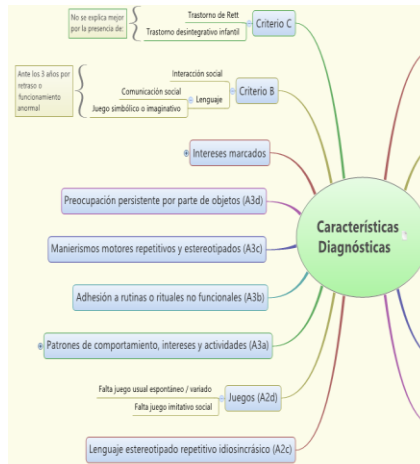 No se explica mejor
por la presencia de:
Trastorno de Rett
Trastorno desintegrativo infantil
Criterio C
Ante los 3 años por
retraso o
funcionamiento
anormal
Interacción social
Comunicación social
Juego simbólico o imaginativo
Lenguaje
Criterio B
Intereses marcados
Preocupación persistente por parte de objetos (A3d)
Manierismos motores repetitivos y estereotipados (A3c)
Adhesión a rutinas o rituales no funcionales (A3b)
Patrones de comportamiento, intereses y actividades (A3a)
Falta juego usual espontáneo / variado
Falta juego imitativo social
Juegos (A2d)
Lenguaje estereotipado repetitivo idiosincrásico (A2c)
Características
Diagnósticas